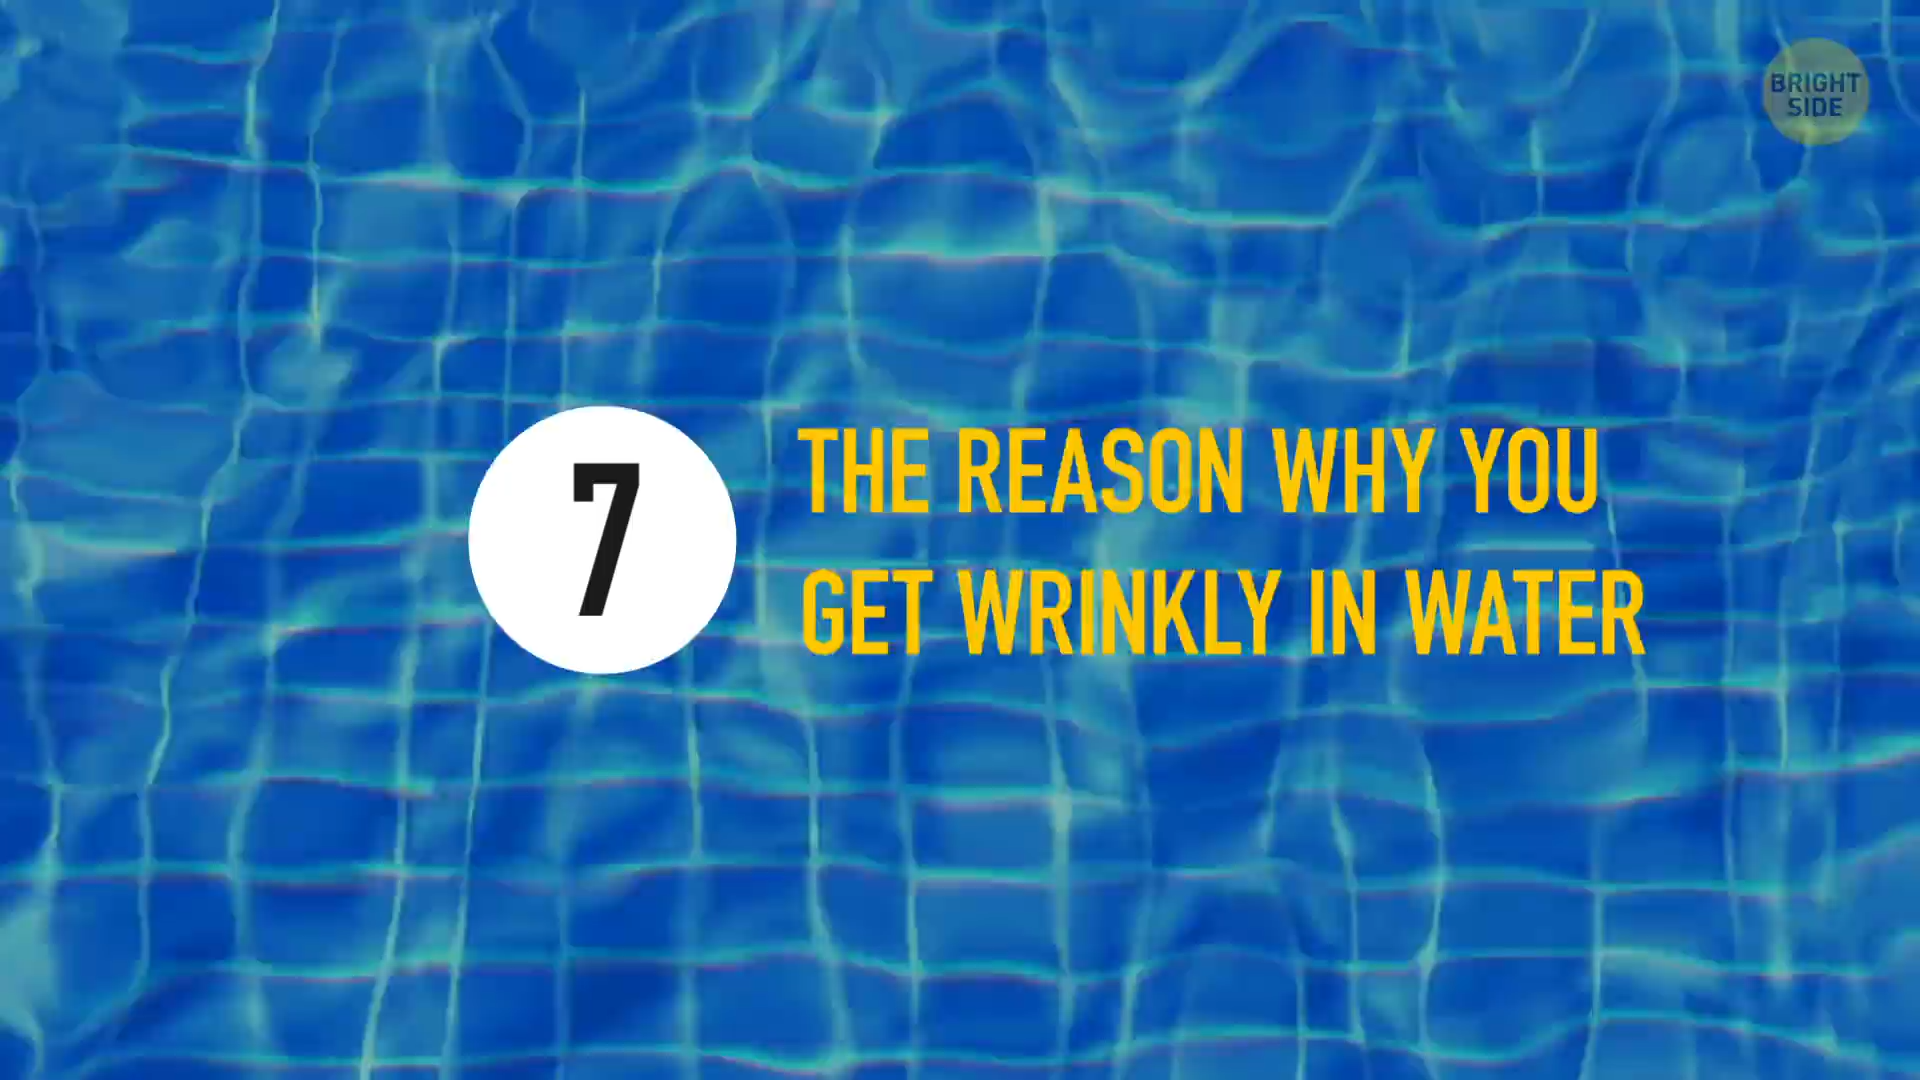 BRIGHT
SIDE
7
THE REASON WHY YOU
GET WRINKLY IN WATER